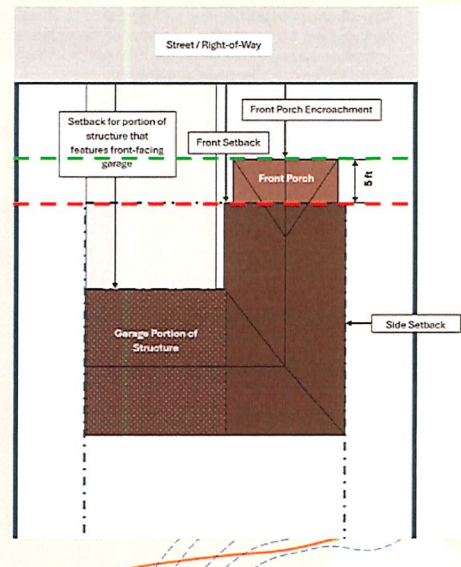 Street / Right-of-Way
Setback for portion of
structure that
features front-facing
garage
Front Porch Encroachment
Front Setback
Front Porch
5 ft
Side Setback
Garage Portion of
Structure